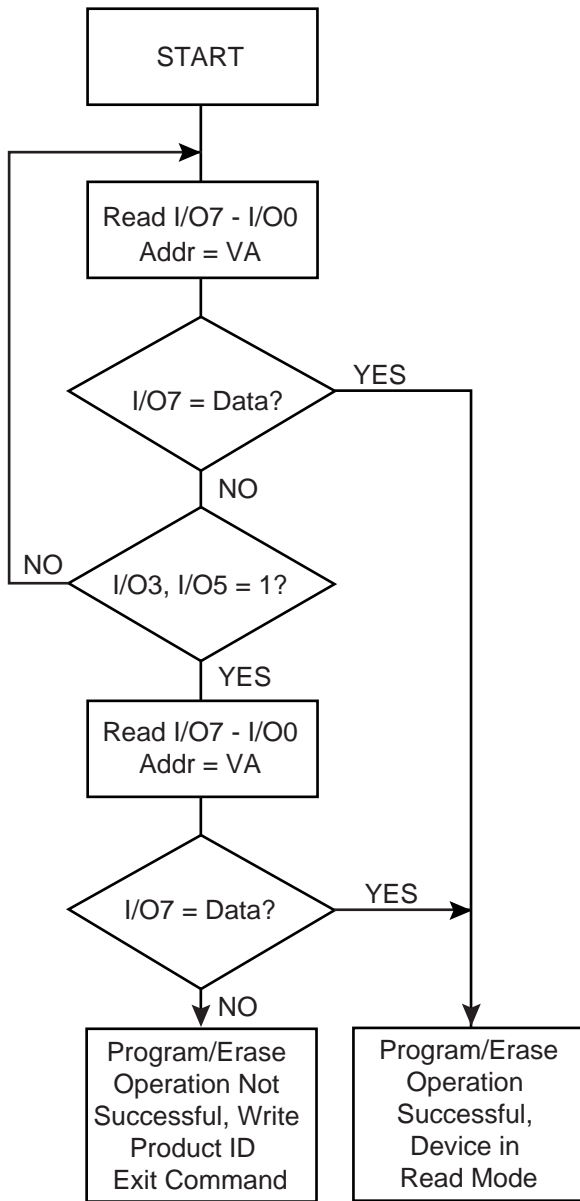 START
Read I/O7 - I/O0
Addr = VA
I/O7 = Data?
YES
NO
NO
I/O3, I/O5 = 1?
YES
Read I/O7 - I/O0
Addr = VA
I/O7 = Data?
YES
NO
Program/Erase
Operation Not
Successful, Write
Product ID
Exit Command
Program/Erase
Operation
Successful,
Device in
Read Mode